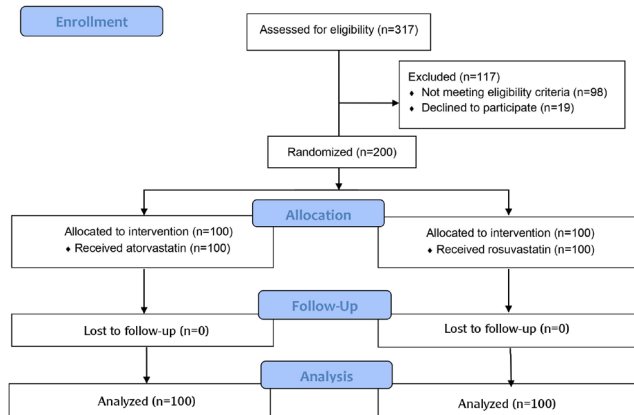 Enrollment
Assessed for eligibility (n=317)
Excluded (n=117)
♦ Not meeting eligibility criteria (n=98)
♦ Declined to participate (n=19)
Randomized (n=200)
Allocation
Allocated to intervention (n=100)
♦ Received atorvastatin (n=100)
Allocated to intervention (n=100)
♦ Received rosuvastatin (n=100)
Follow-Up
Lost to follow-up (n=0)
Lost to follow-up (n=0)
Analysis
Analyzed (n=100)
Analyzed (n=100)